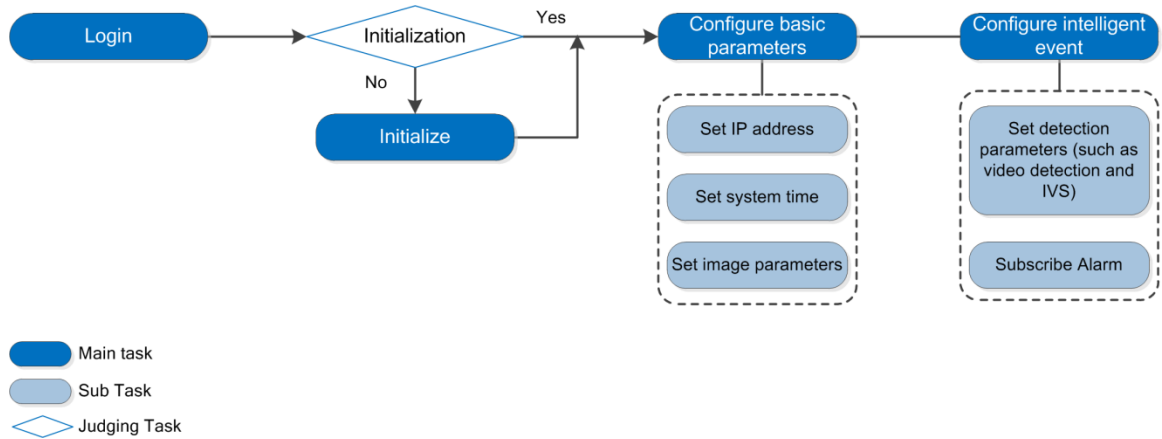 Login
Initialization
Yes
No
Initialize
Configure basic
parameters
Set IP address
Set system time
Set image parameters
Configure intelligent
event
Set detection
parameters (such as
video detection and
IVS)
Subscribe Alarm
Main task
Sub Task
Judging Task